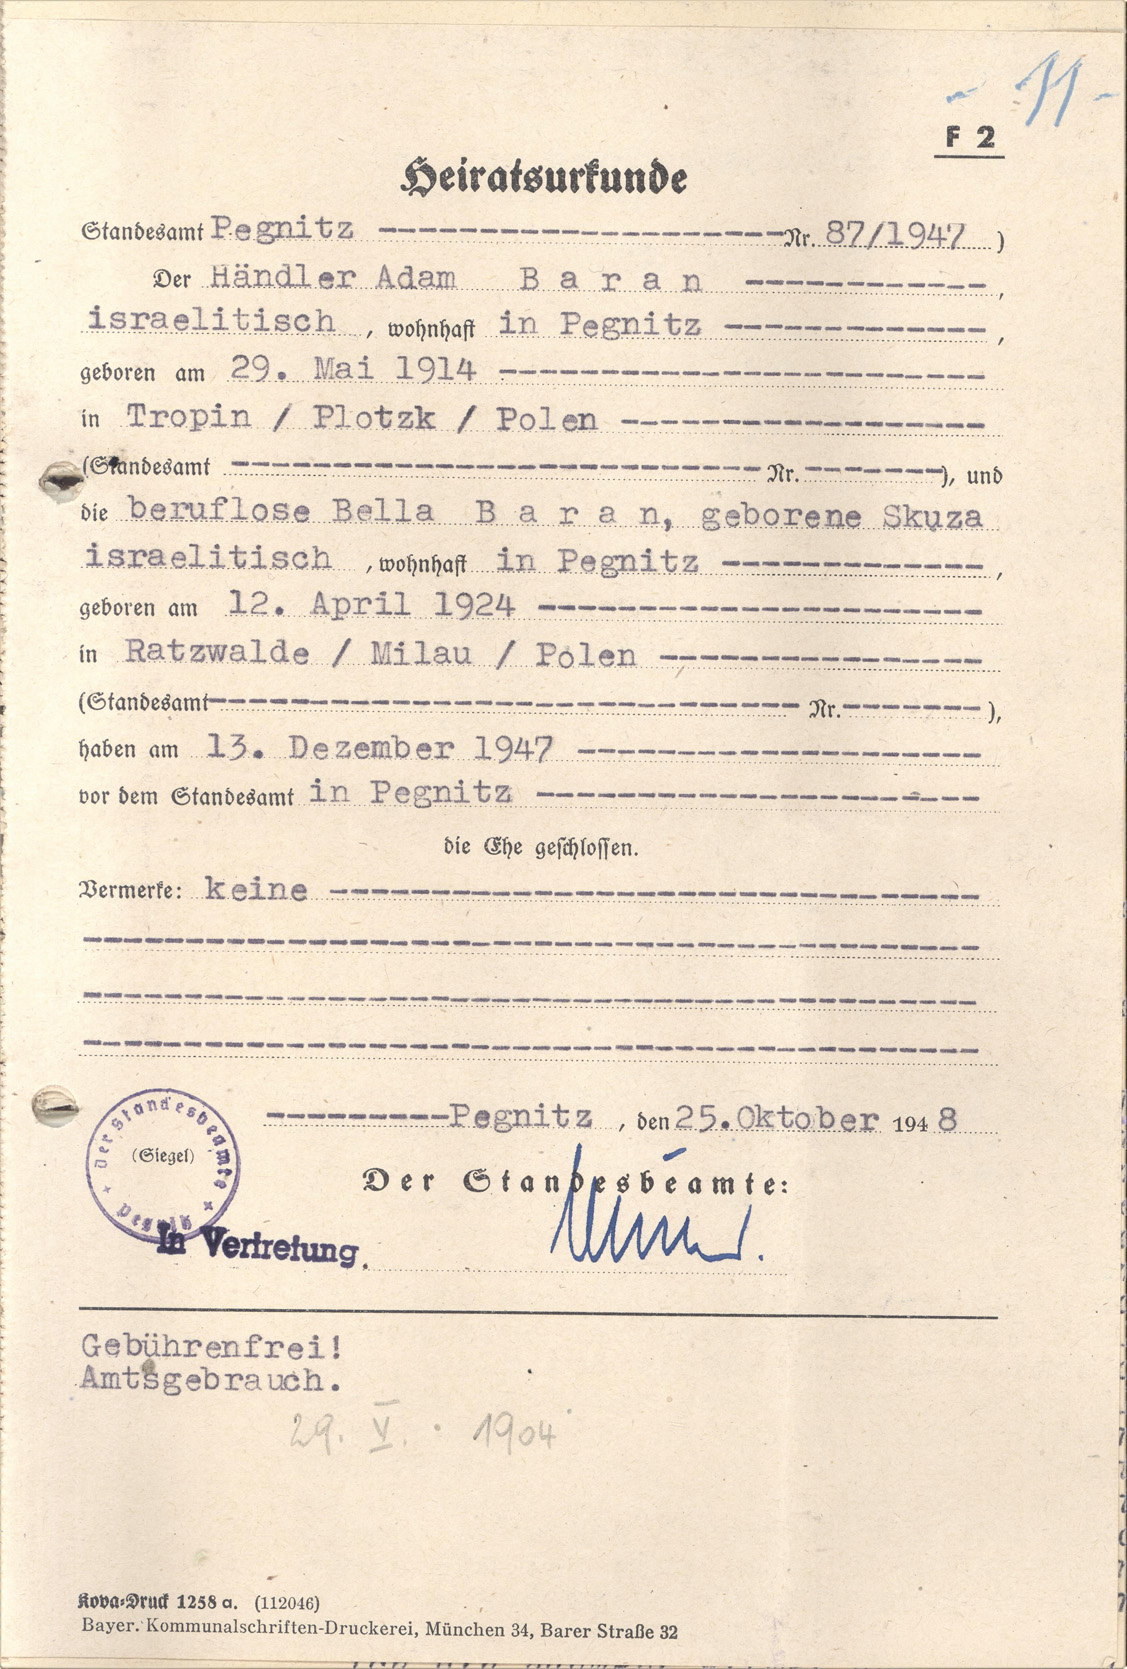 - 11 -
F 2
Heiratsurkunde
Standesamt Pegnitz -------------------- Nr. 87/1947 )
Der Händler Adam B a r a n ------------,
israelitisch , wohnhaft in Pegnitz -------------,
geboren am 29. Mai 1914 ------------------------
in Tropin / Plotzk / Polen ------------------
(Standesamt -------------------------- Nr. -------), und
die beruflose Bella B a r a n, geborene Skuza
israelitisch , wohnhaft in Pegnitz -------------,
geboren am 12. April 1924 ----------------------
in Ratzwalde / Milau / Polen ----------------
(Standesamt ----------------------------- Nr. -------),
haben am 13. Dezember 1947 --------------------
vor dem Standesamt in Pegnitz ----------------------
die Ehe geschlossen.
Vermerke: keine --------------------------------
--------------------------------------------
--------------------------------------------
--------------------------------------------
---------Pegnitz , den 25. Oktober 1948
Der Standesbeamte
(Siegel)
Pegnitz
Der Standesbeamte:
In Vertretung.
Gebührenfrei!
Amtsgebrauch.
29. V. 1904
Kova-Druck 1258 a. (112046)
Bayer. Kommunalschriften-Druckerei, München 34, Barer Straße 32